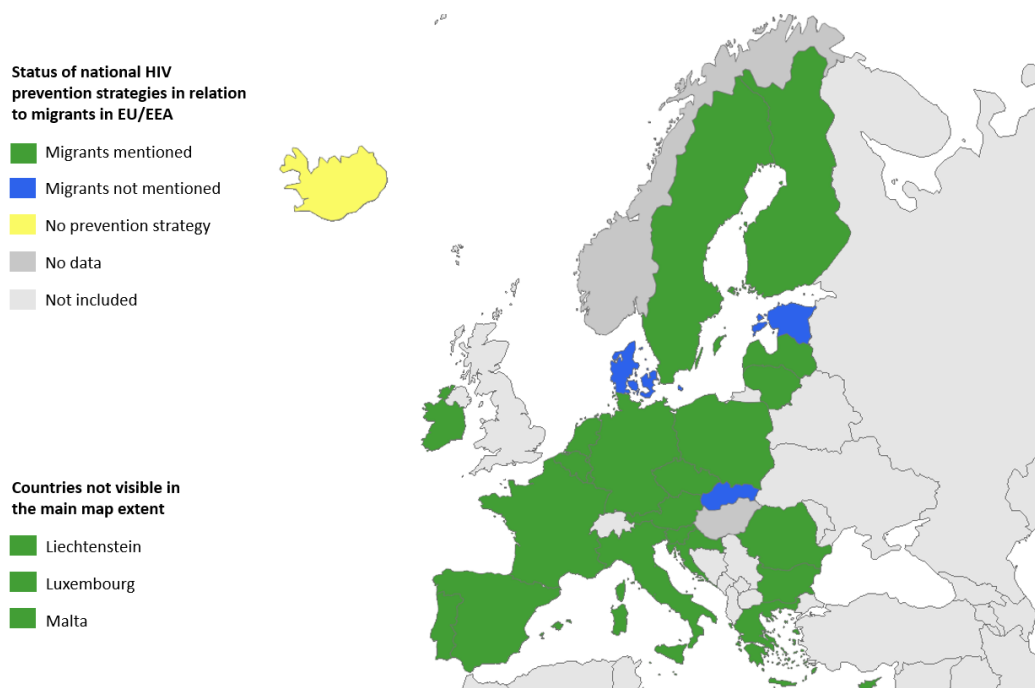 Status of national HIV
prevention strategies in relation
to migrants in EU/EEA
Migrants mentioned
Migrants not mentioned
No prevention strategy
No data
Not included
Countries not visible in
the main map extent
Liechtenstein
Luxembourg
Malta